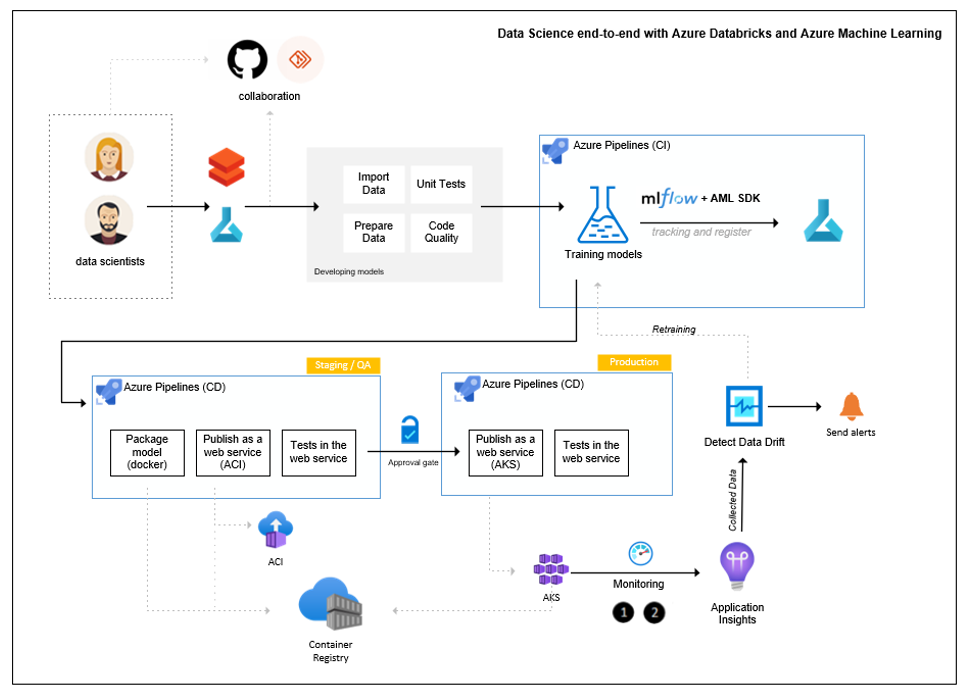 Data Science end-to-end with Azure Databricks and Azure Machine Learning
collaboration
data scientists
Import
Data
Unit Tests
Prepare
Data
Code
Quality
Developing models
Azure Pipelines (CI)
mlflow + AML SDK
tracking and register
Training models
Retraining
Staging / QA
Azure Pipelines (CD)
Package
model
(docker)
Publish as a
web service
(ACI)
Tests in the
web service
Approval gate
Production
Azure Pipelines (CD)
Publish as a
web service
(AKS)
Tests in the
web service
Detect Data Drift
Send alerts
Collected Data
ACI
AKS
Monitoring
1 2
Application
Insights
Container
Registry